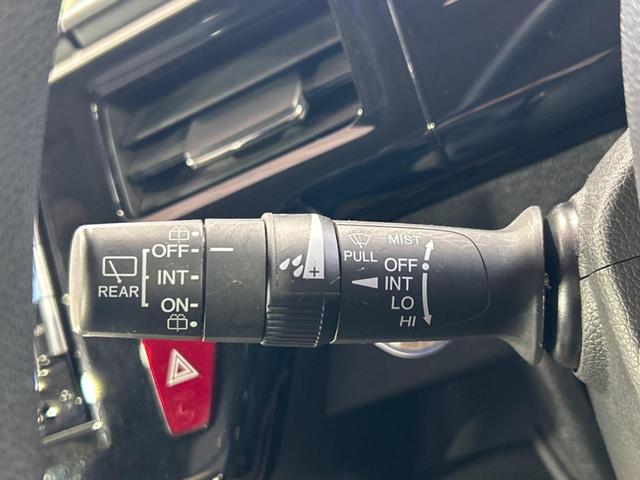 REAR
OFF
INT
ON
+
PULL
MIST
OFF
INT
LO
HI